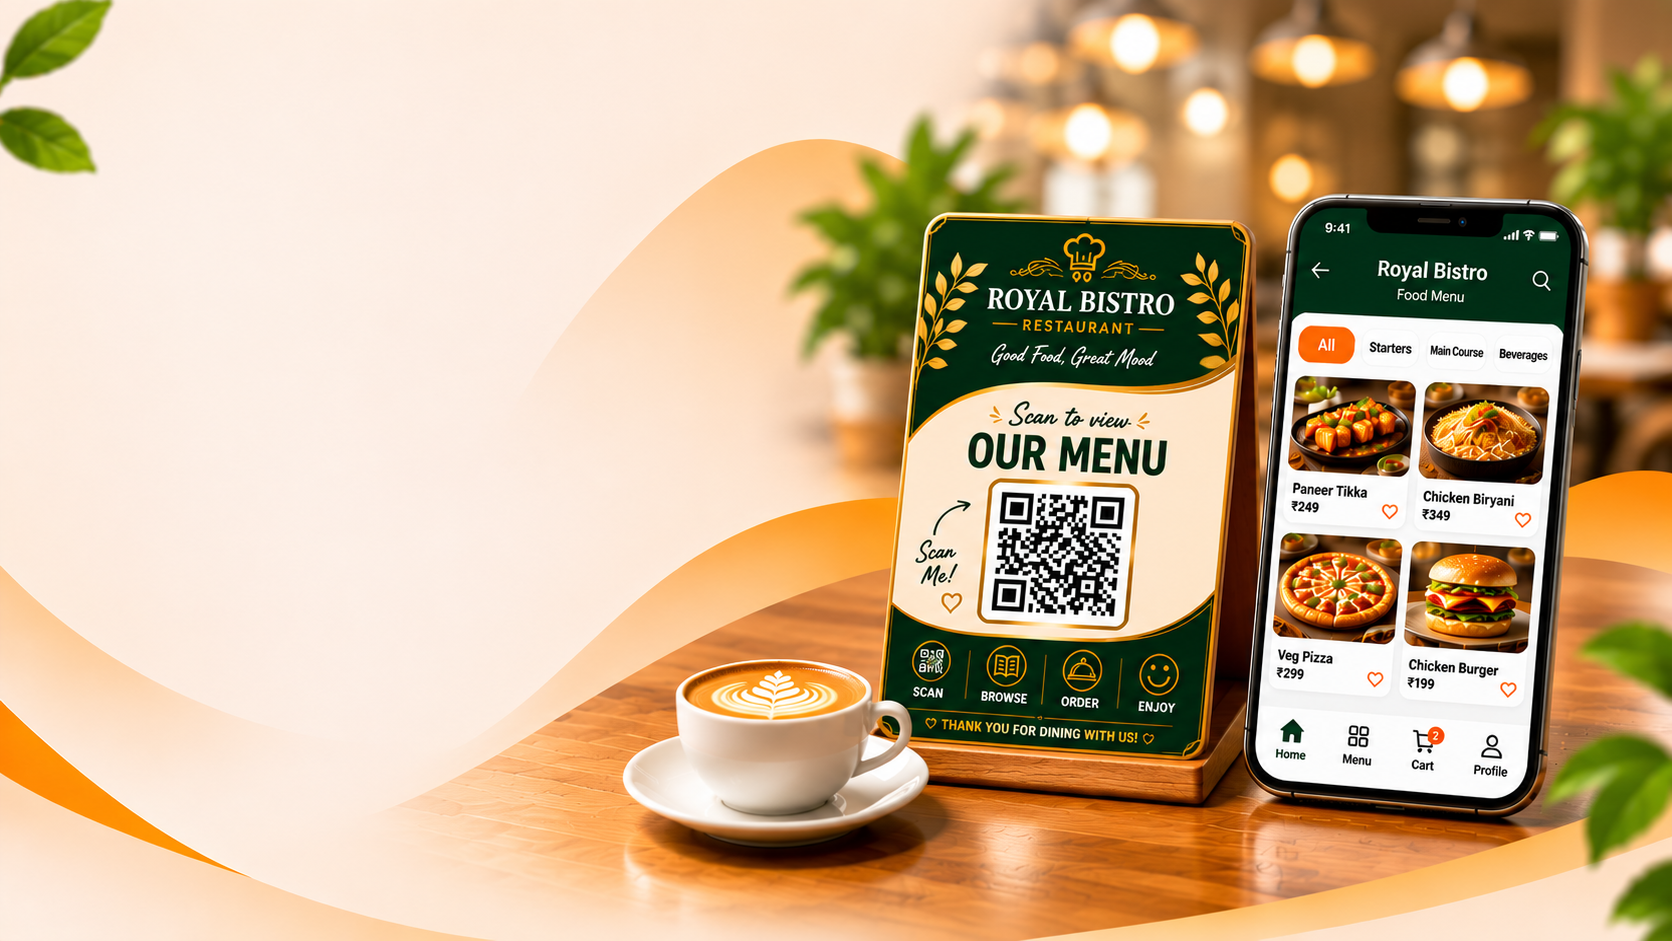 ROYAL BISTRO
RESTAURANT
Good Food, Great Mood
Scan to view
OUR MENU
Scan
Me!
SCAN
BROWSE
ORDER
ENJOY
THANK YOU FOR DINING WITH US!
9:41
Royal Bistro
Food Menu
All
Starters
Main Course
Beverages
Paneer Tikka
₹249
Chicken Biryani
₹349
Veg Pizza
₹299
Chicken Burger
₹199
Home
Menu
2
Cart
Profile